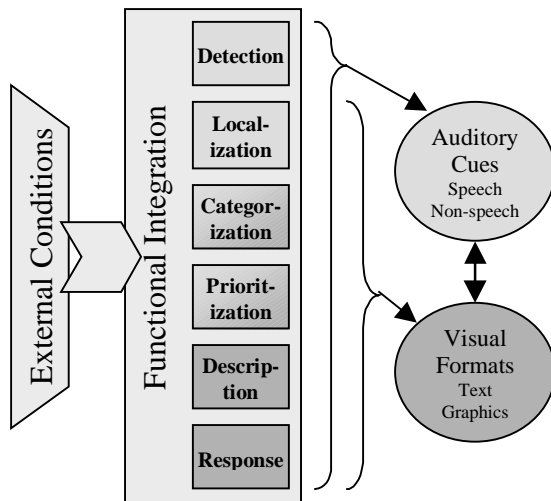 External Conditions
Functional Integration
Detection
Local-
ization
Categor-
ization
Priorit-
ization
Descrip-
tion
Response
Auditory
Cues
Speech
Non-speech
Visual
Formats
Text
Graphics